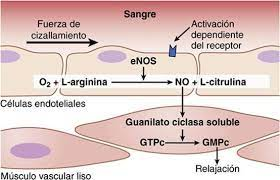 Sangre
Fuerza de
cizallamiento
Activación
dependiente
del receptor
eNOS
O₂ + L-arginina → NO + L-citrulina
Células endoteliales
Guanilato ciclasa soluble
GTPc → GMPc
Relajación
Músculo vascular liso